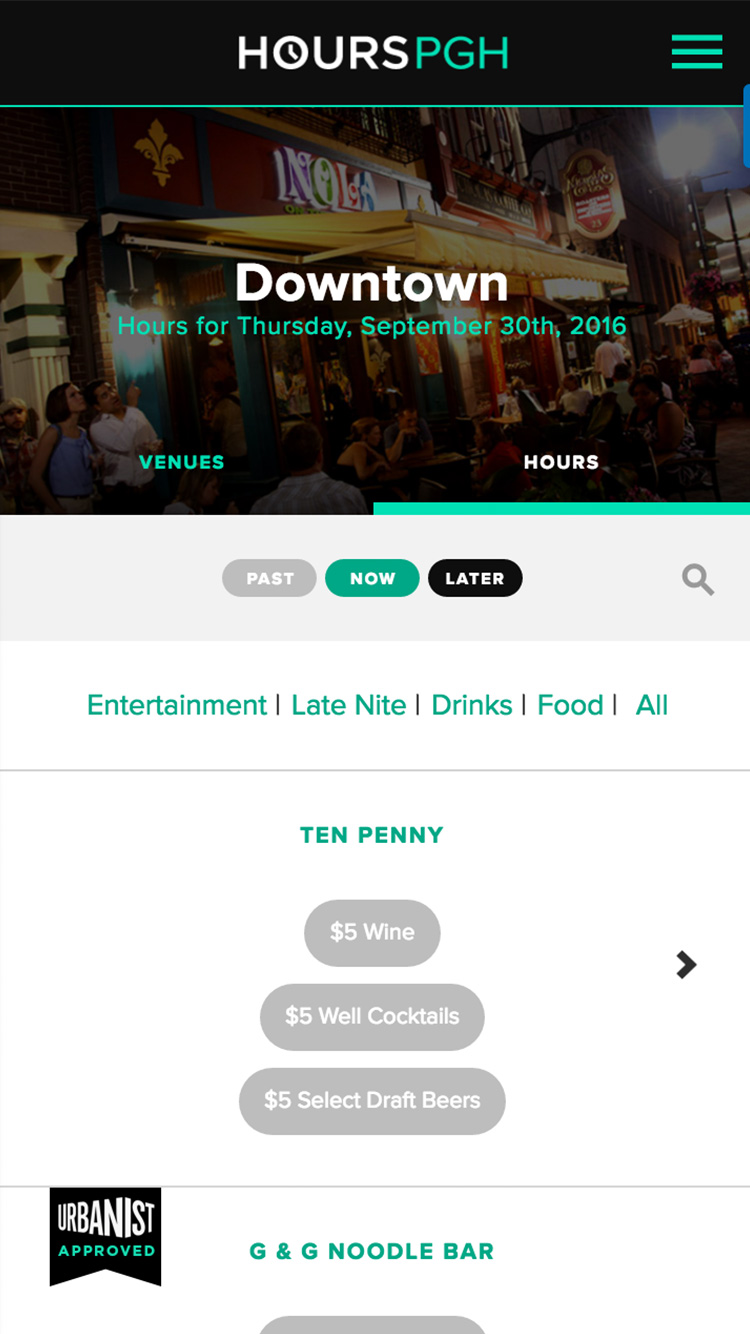 HOURSPGH
NOLA
Downtown
Hours for Thursday, September 30th, 2016
VENUES
HOURS
PAST
NOW
LATER
Entertainment | Late Nite | Drinks | Food | All
TEN PENNY
$5 Wine
$5 Well Cocktails
$5 Select Draft Beers
URBANIST
APPROVED
G & G NOODLE BAR